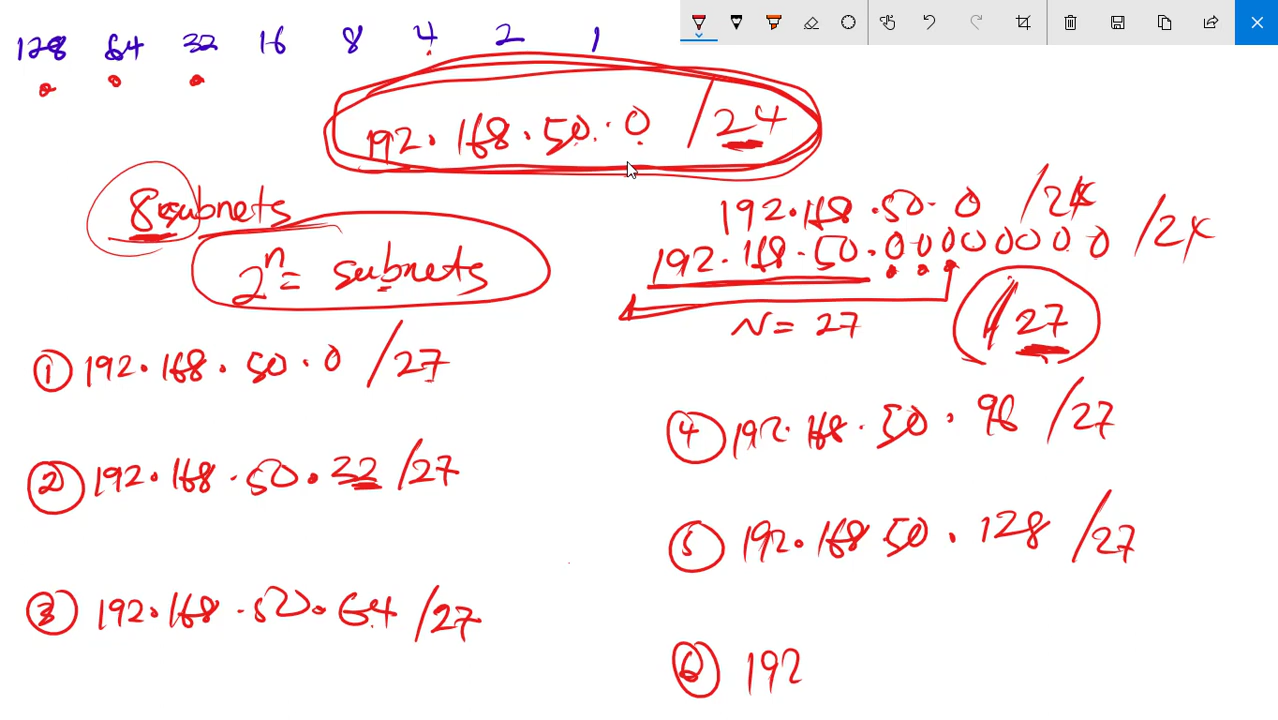 128 64 32 16 8 4 2 1
192.168.50.0 /24
8 subnets
2^n = subnets
192.168.50.0 /24
192.168.50.00000000 /24
N = 27
/27
① 192.168.50.0 /27
② 192.168.50.32 /27
③ 192.168.50.64 /27
④ 192.168.50.96 /27
⑤ 192.168.50.128 /27
⑥ 192